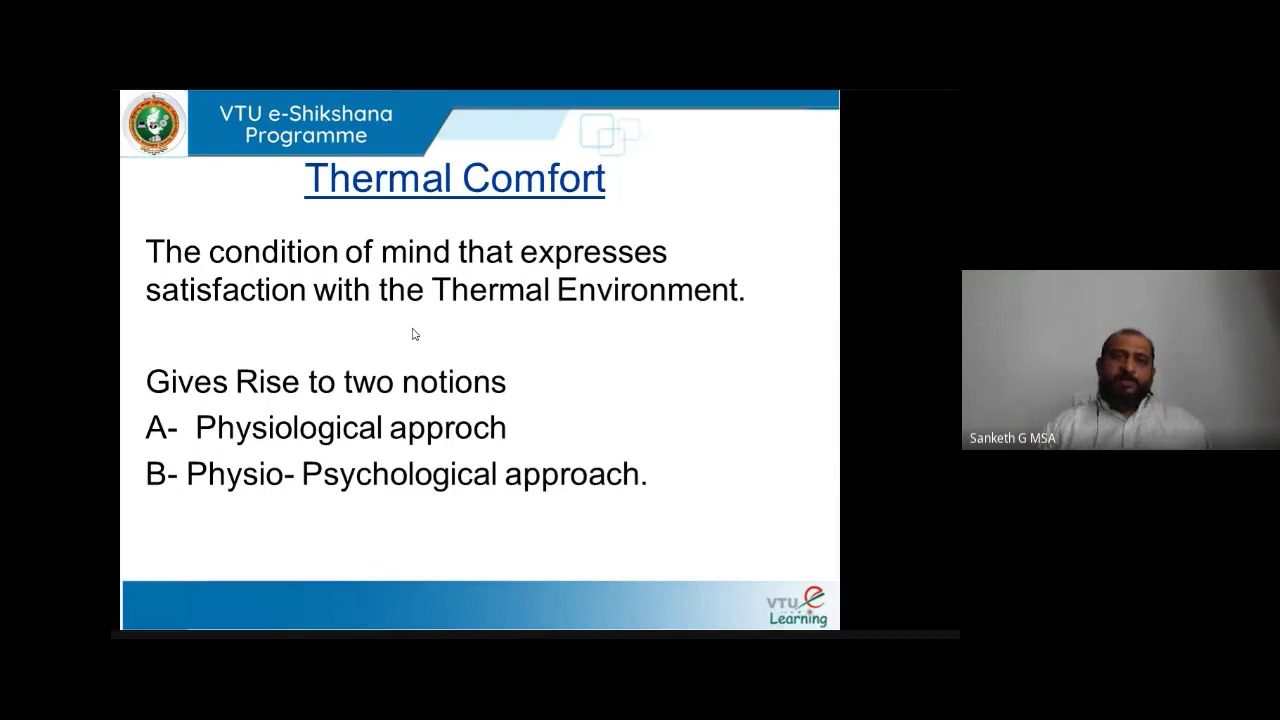 VTU e-Shikshana
Programme
Thermal Comfort
The condition of mind that expresses
satisfaction with the Thermal Environment.
Gives Rise to two notions
A- Physiological approch
B- Physio- Psychological approach.
Sanketh G MSA
VTU e
Learning